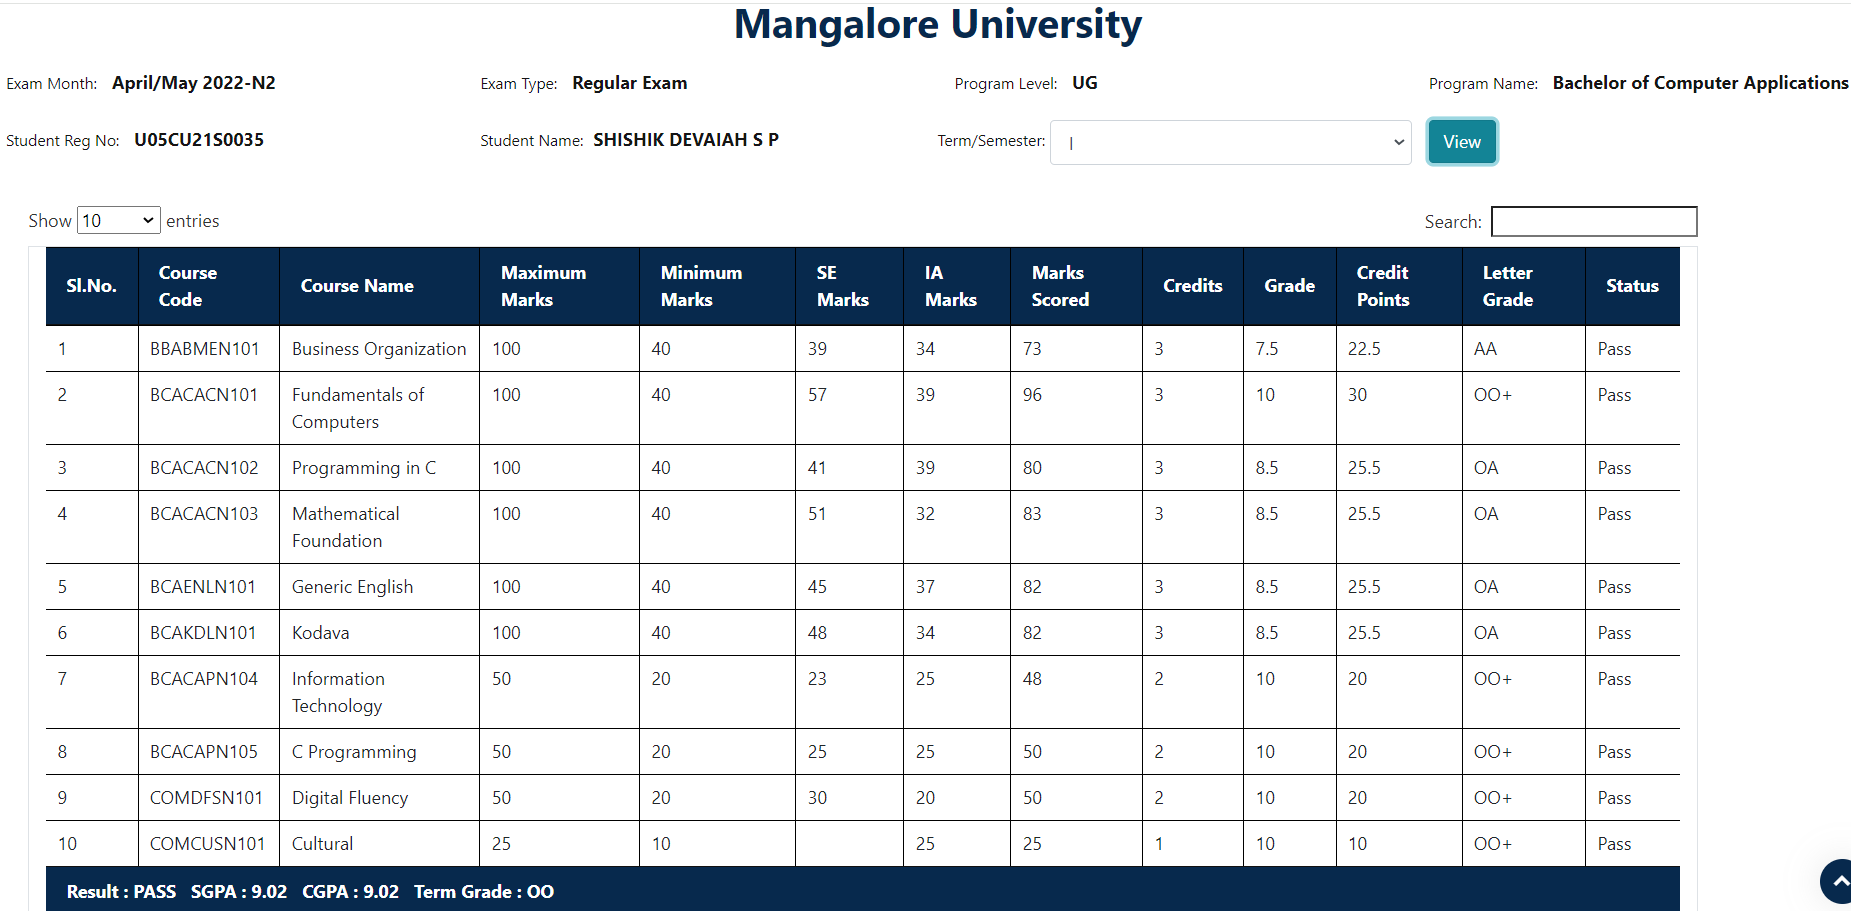 Mangalore University
Exam Month: April/May 2022-N2 Exam Type: Regular Exam Program Level: UG Program Name: Bachelor of Computer Applications
Student Reg No: U05CU21S0035 Student Name: SHISHIK DEVAIAH S P Term/Semester: I View
Show 10 entries Search:
Sl.No. Course Code Course Name Maximum Marks Minimum Marks SE Marks IA Marks Marks Scored Credits Grade Credit Points Letter Grade Status
1 BBABMEN101 Business Organization 100 40 39 34 73 3 7.5 22.5 AA Pass
2 BCACACN101 Fundamentals of Computers 100 40 57 39 96 3 10 30 OO+ Pass
3 BCACACN102 Programming in C 100 40 41 39 80 3 8.5 25.5 OA Pass
4 BCACACN103 Mathematical Foundation 100 40 51 32 83 3 8.5 25.5 OA Pass
5 BCAENLN101 Generic English 100 40 45 37 82 3 8.5 25.5 OA Pass
6 BCAKDLN101 Kodava 100 40 48 34 82 3 8.5 25.5 OA Pass
7 BCACAPN104 Information Technology 50 20 23 25 48 2 10 20 OO+ Pass
8 BCACAPN105 C Programming 50 20 25 25 50 2 10 20 OO+ Pass
9 COMDFSN101 Digital Fluency 50 20 30 20 50 2 10 20 OO+ Pass
10 COMCUSN101 Cultural 25 10 25 25 1 10 10 OO+ Pass
Result : PASS SGPA : 9.02 CGPA : 9.02 Term Grade : OO